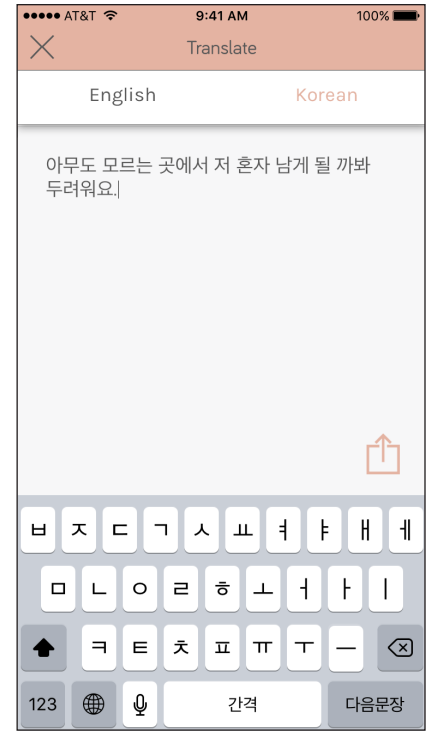 AT&T 9:41 AM 100%
Translate
English Korean
아무도 모르는 곳에서 저 혼자 남게 될 까봐
두려워요.
ㅂ ㅈ ㄷ ㄱ ㅅ ㅛ ㅕ ㅑ ㅐ ㅔ
ㅁ ㄴ ㅇ ㄹ ㅎ ㅗ ㅓ ㅏ ㅣ
ㅋ ㅌ ㅊ ㅍ ㅠ ㅜ ㅡ
123 간격 다음문장